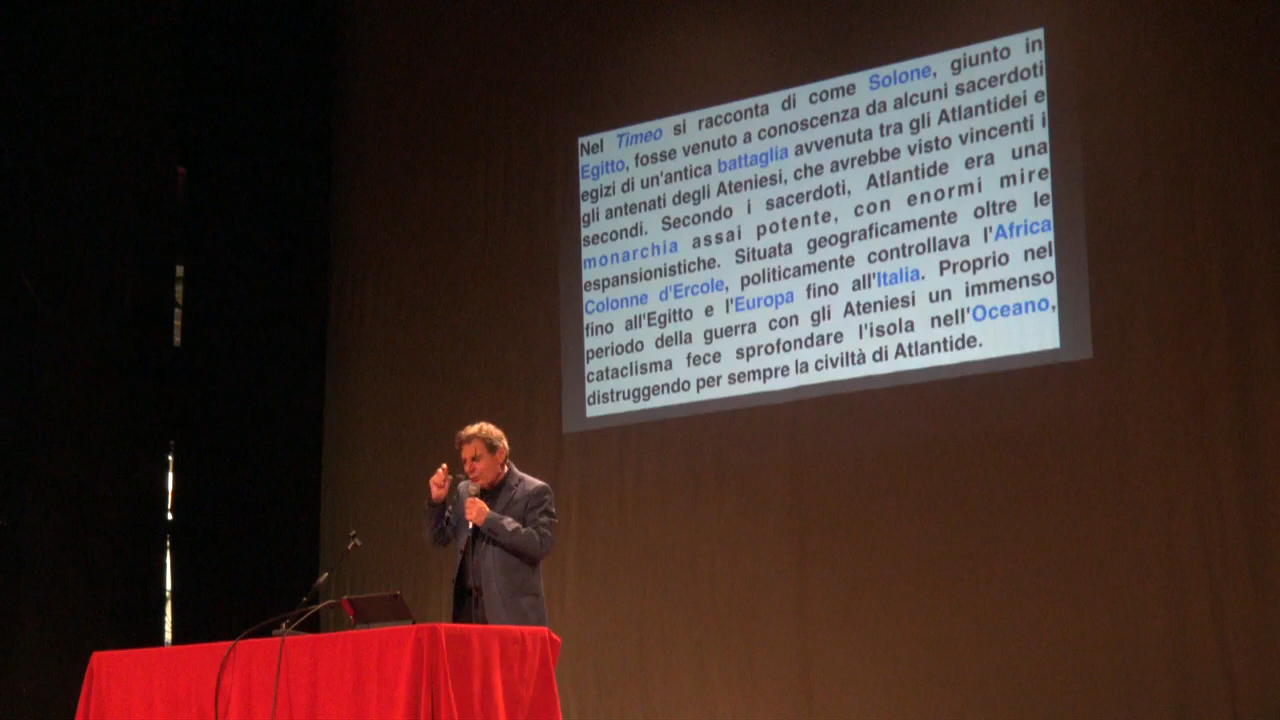 Nel Timeo si racconta di come Solone, giunto in
Egitto, fosse venuto a conoscenza da alcuni sacerdoti
egizi di un'antica battaglia avvenuta tra gli Atlantidei e
gli antenati degli Ateniesi, che avrebbe visto vincenti i
secondi. Secondo i sacerdoti, Atlantide era una
monarchia assai potente, con enormi mire
espansionistiche. Situata geograficamente oltre le
Colonne d'Ercole, politicamente controllava l'Africa
fino all'Egitto e l'Europa fino all'Italia. Proprio nel
periodo della guerra con gli Ateniesi un immenso
cataclisma fece sprofondare l'isola nell'Oceano,
distruggendo per sempre la civiltà di Atlantide.